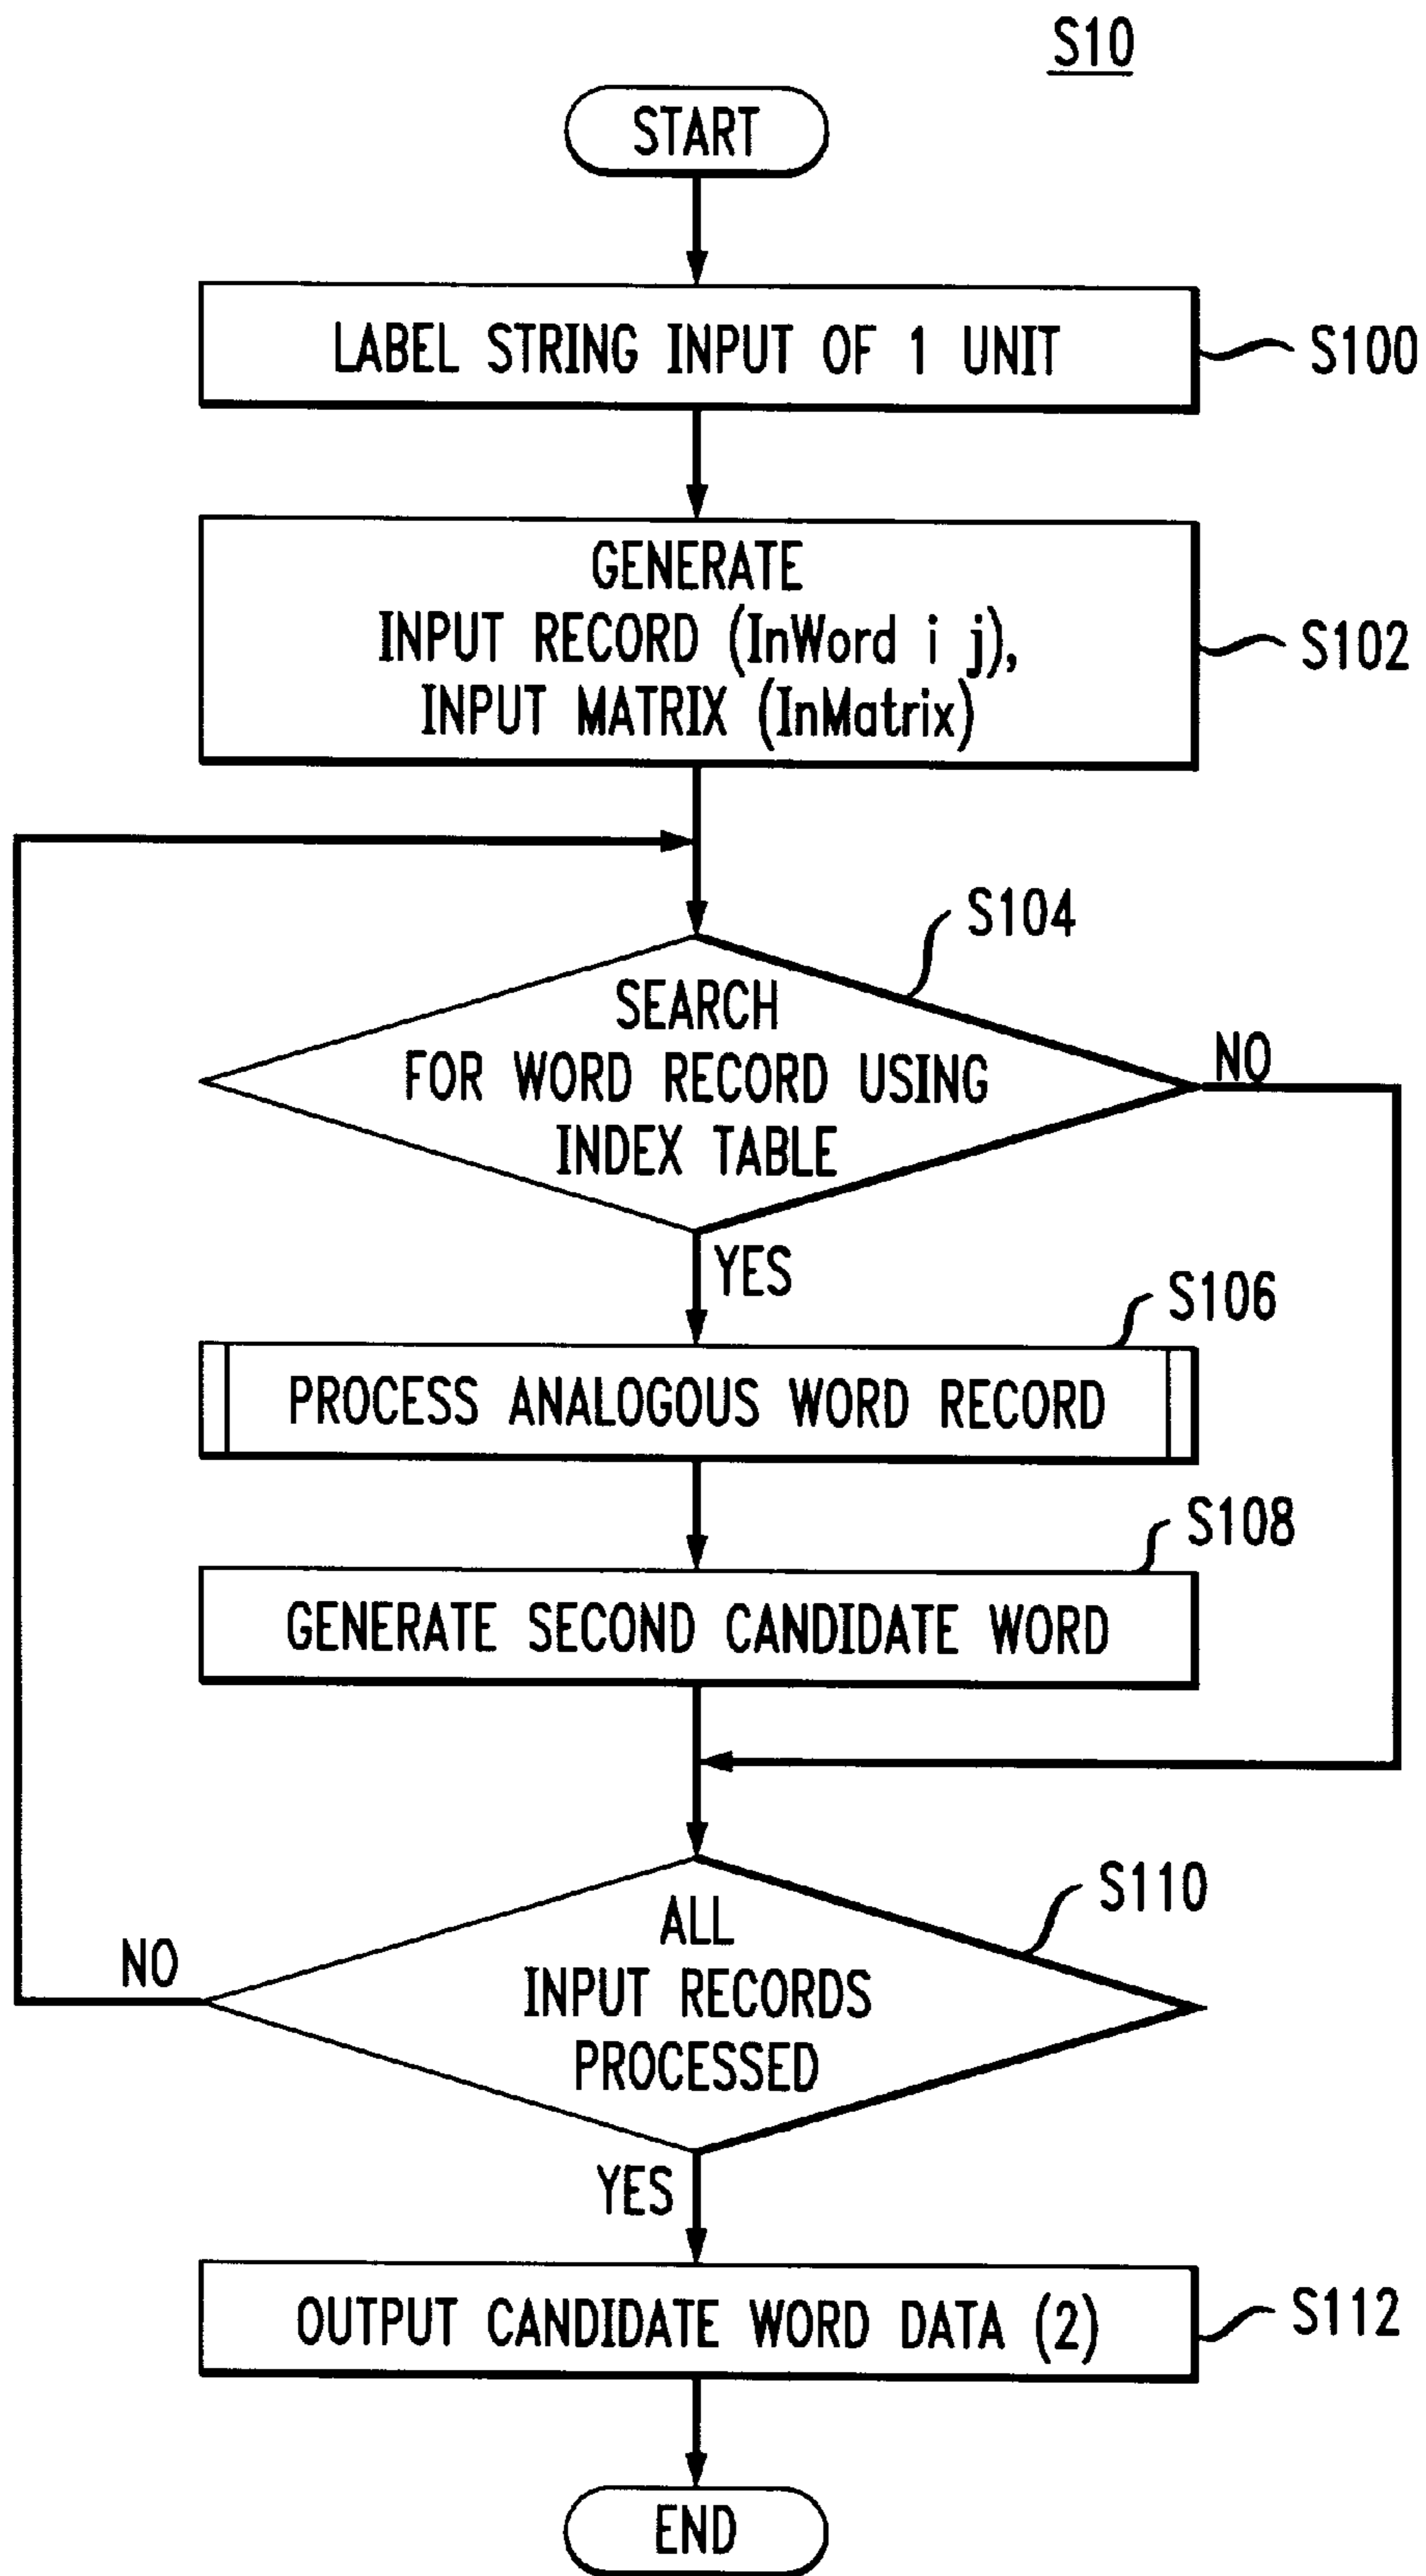 S10
START
LABEL STRING INPUT OF 1 UNIT
S100
GENERATE
INPUT RECORD (InWord i j),
INPUT MATRIX (InMatrix)
S102
S104
SEARCH
FOR WORD RECORD USING
INDEX TABLE
NO
YES
S106
PROCESS ANALOGOUS WORD RECORD
S108
GENERATE SECOND CANDIDATE WORD
S110
ALL
INPUT RECORDS
PROCESSED
NO
YES
OUTPUT CANDIDATE WORD DATA (2)
S112
END